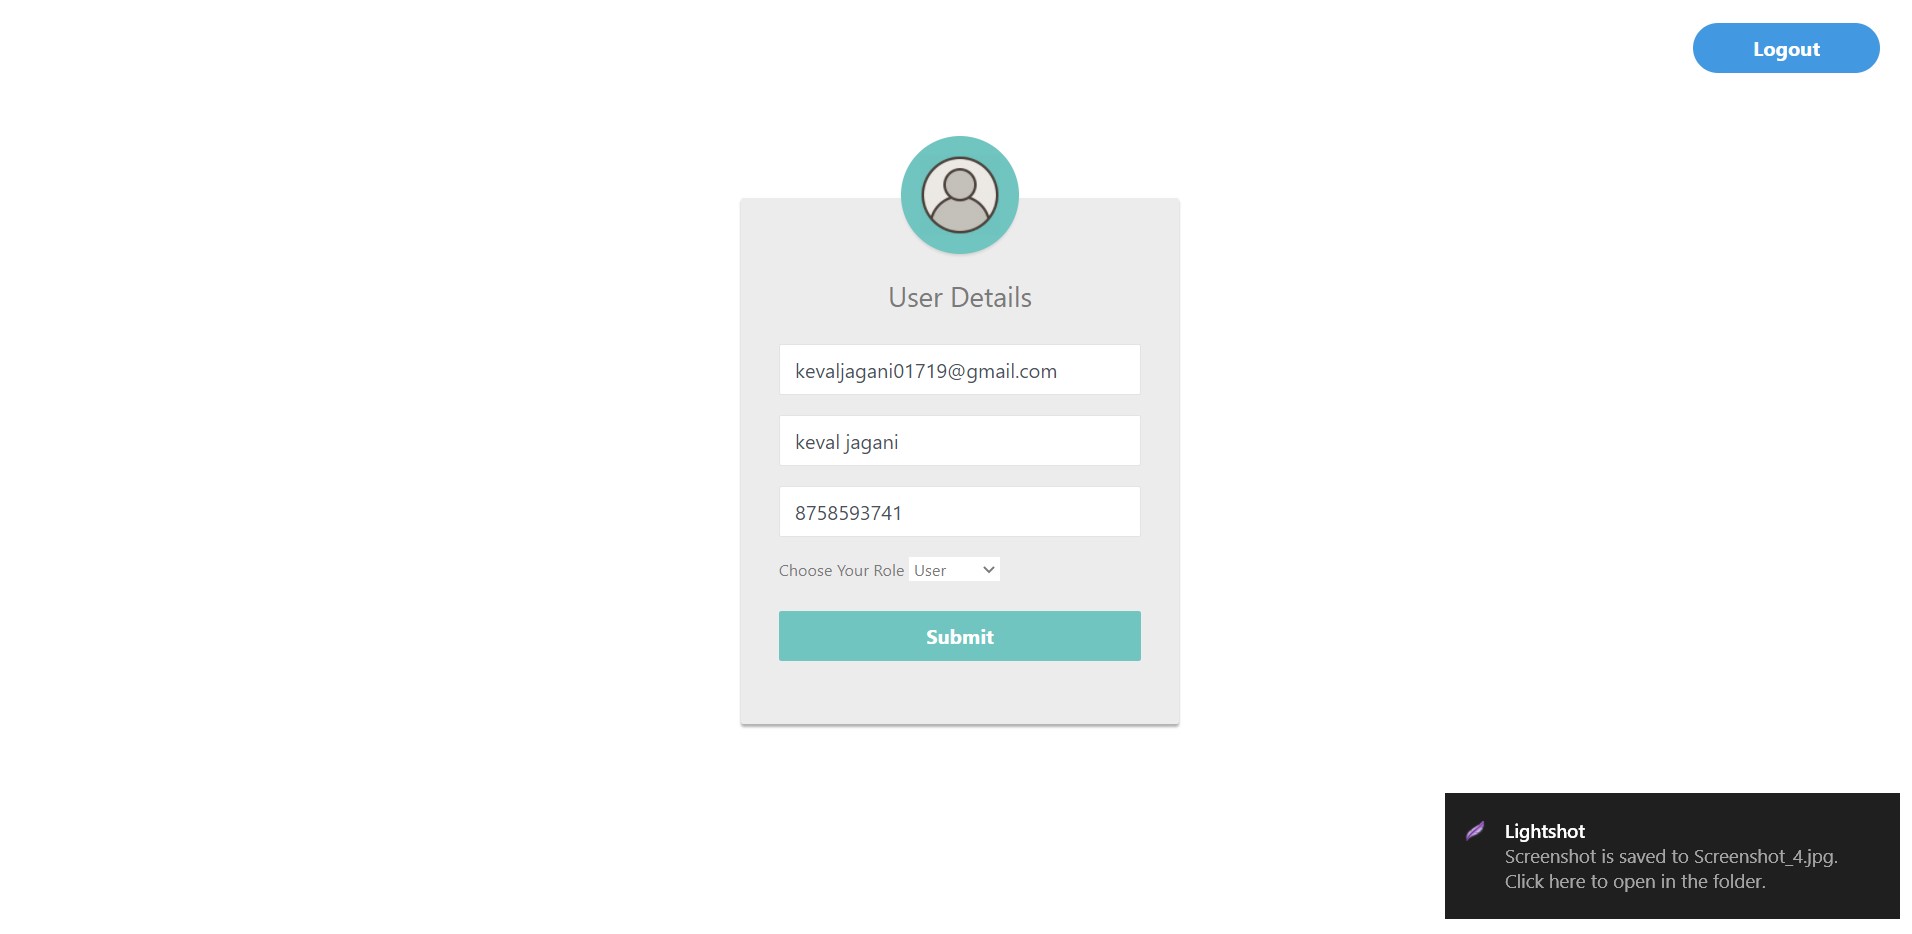 Logout
User Details
kevaljagani01719@gmail.com
keval jagani
8758593741
Choose Your Role User
Submit
Lightshot
Screenshot is saved to Screenshot_4.jpg.
Click here to open in the folder.